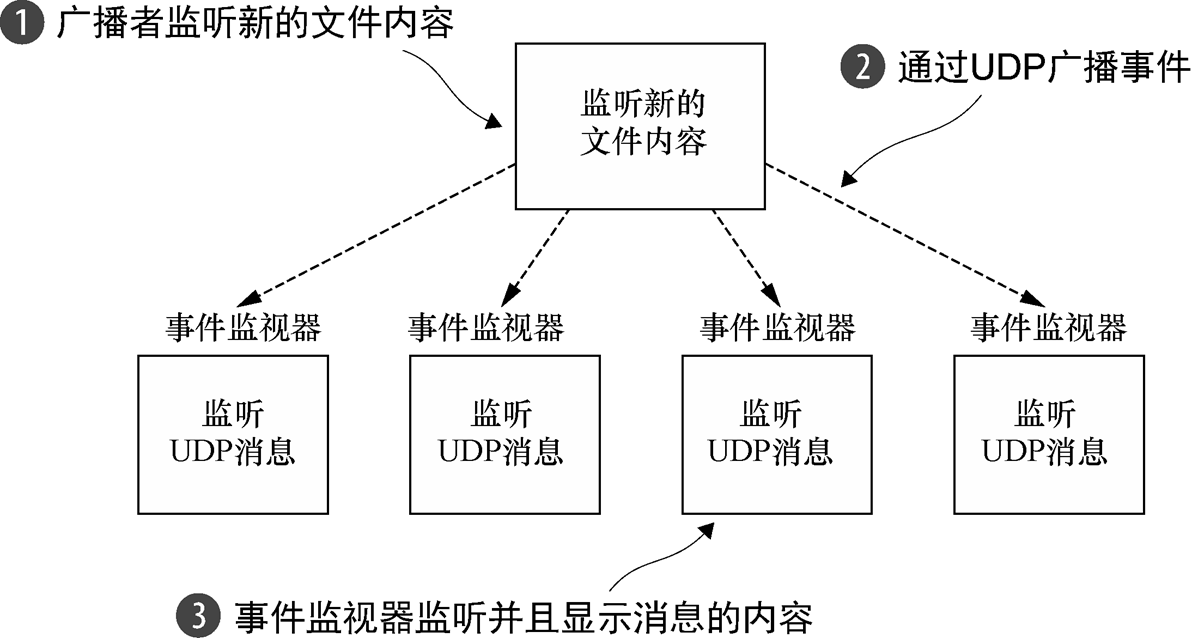 1 广播者监听新的文件内容
2 通过UDP广播事件
监听新的
文件内容
事件监视器
事件监视器
事件监视器
事件监视器
监听
UDP消息
监听
UDP消息
监听
UDP消息
监听
UDP消息
3 事件监视器监听并且显示消息的内容